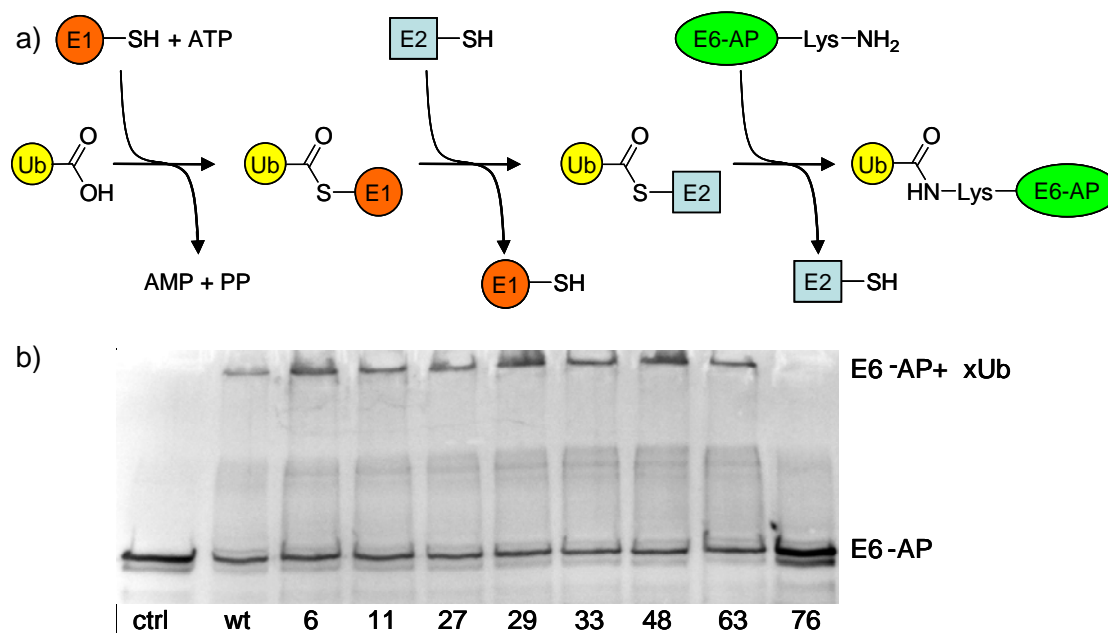 a)
E1 SH + ATP
E2 SH
E6-AP Lys NH2
Ub O OH
Ub O S E1
Ub O S E2
Ub O HN Lys E6-AP
AMP + PP
E1 SH
E2 SH
b)
E6-AP+ xUb
E6-AP
ctrl wt 6 11 27 29 33 48 63 76